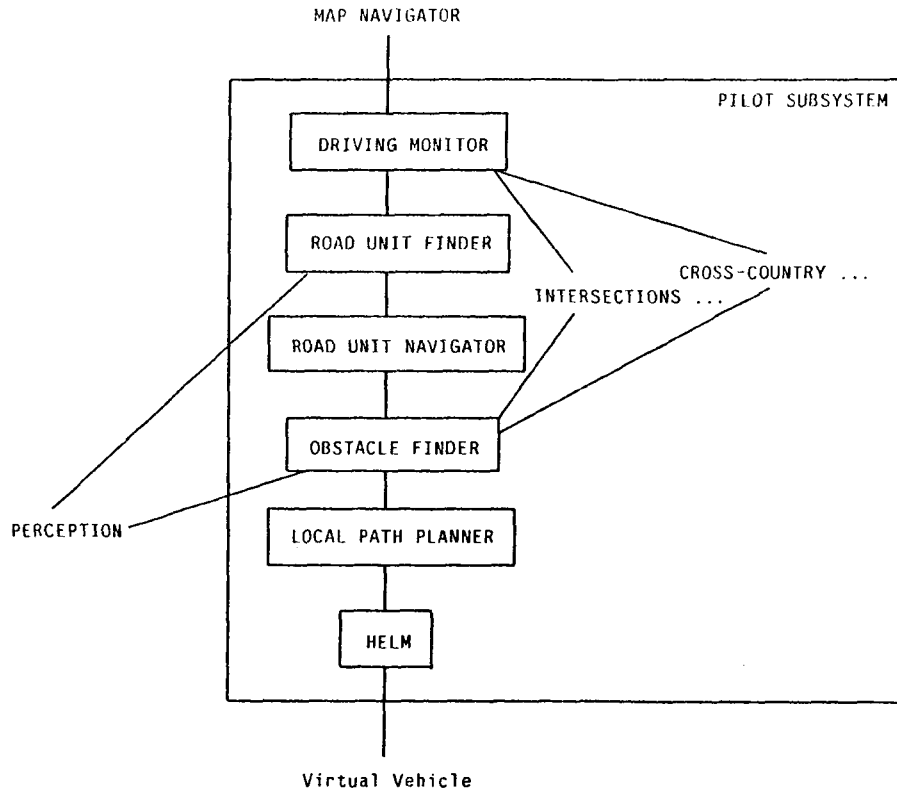 MAP NAVIGATOR
PILOT SUBSYSTEM
DRIVING MONITOR
ROAD UNIT FINDER
CROSS-COUNTRY ...
INTERSECTIONS ...
ROAD UNIT NAVIGATOR
OBSTACLE FINDER
PERCEPTION
LOCAL PATH PLANNER
HELM
Virtual Vehicle